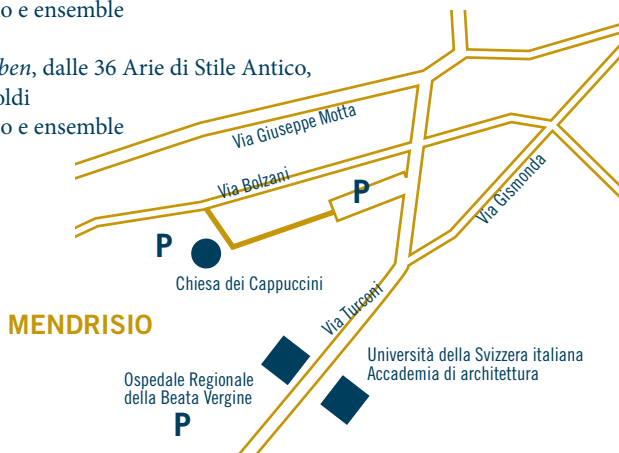 o e ensemble
ben, dalle 36 Arie di Stile Antico,
oldi
o e ensemble
Via Giuseppe Motta
Via Bolzani
P
Via Gismonda
P
Chiesa dei Cappuccini
Via Turconi
MENDRISIO
Università della Svizzera italiana
Accademia di architettura
Ospedale Regionale
della Beata Vergine
P